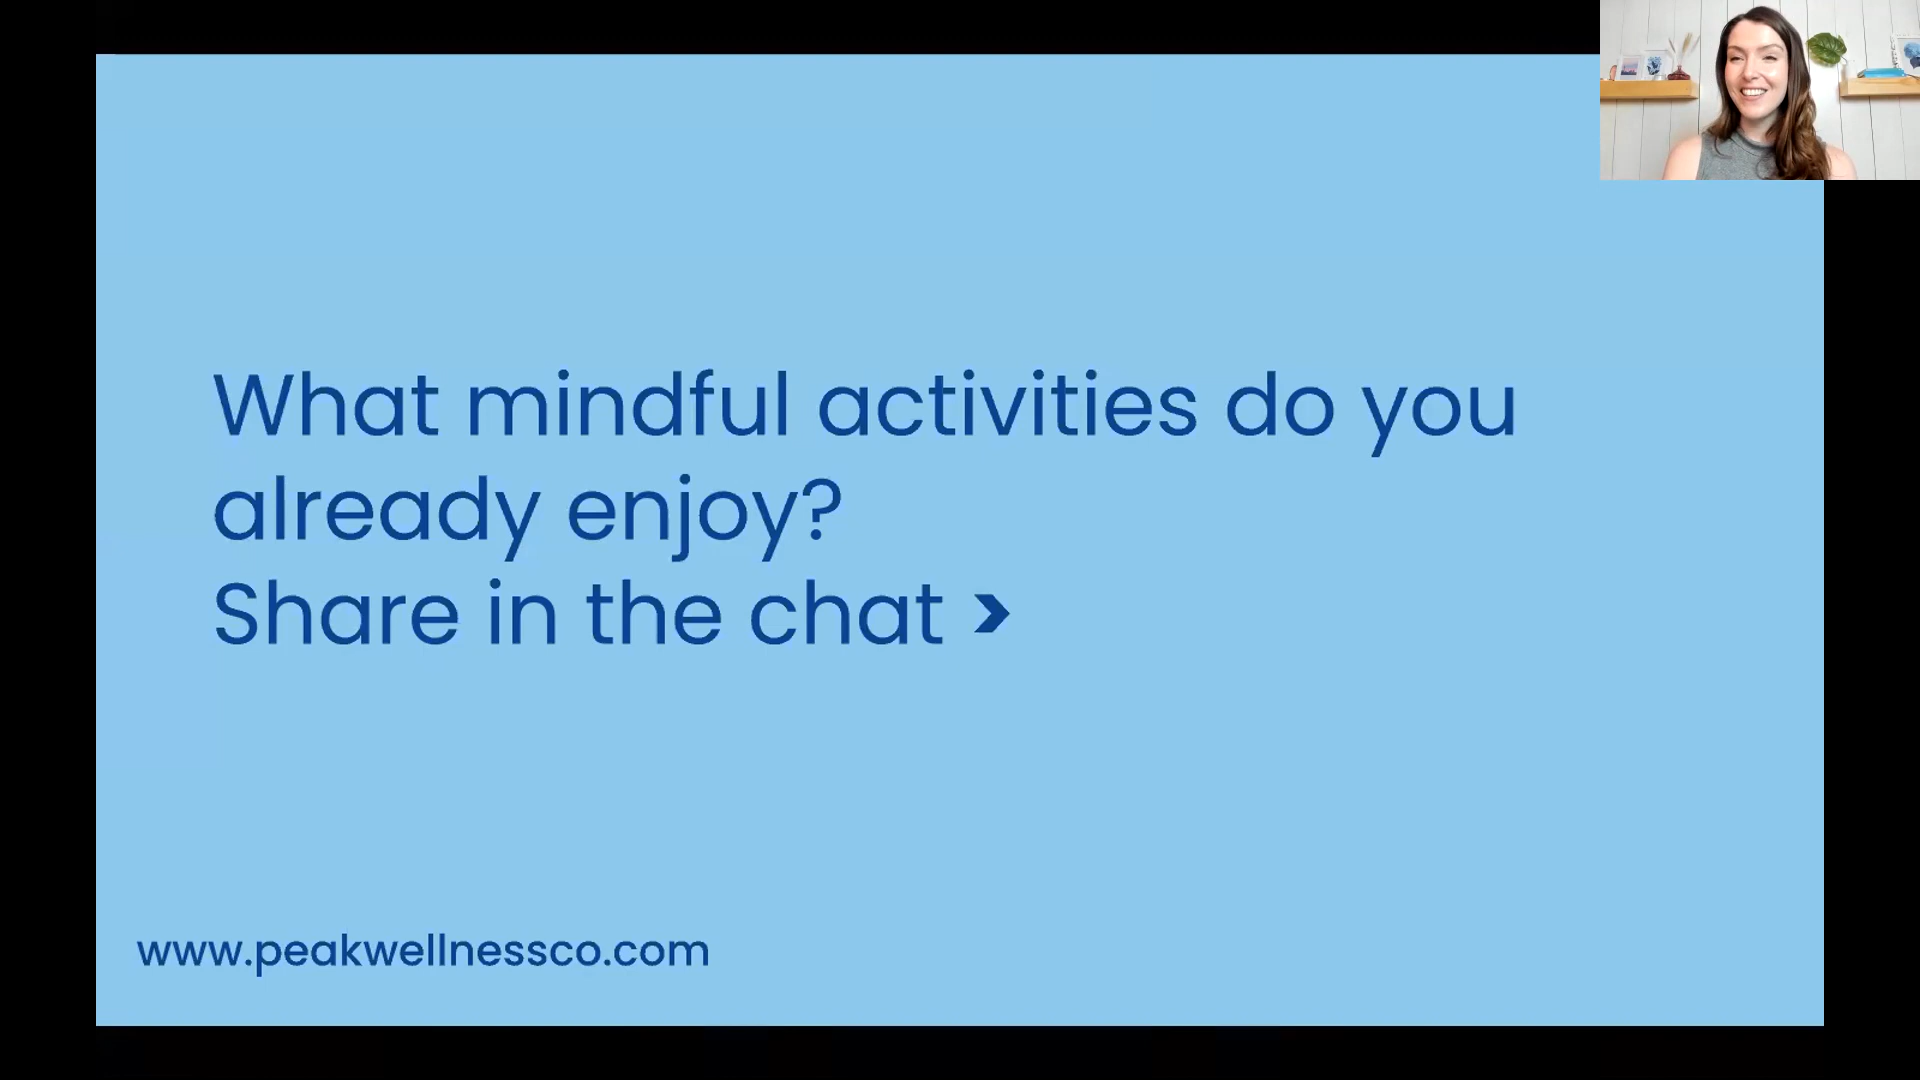 What mindful activities do you
already enjoy?
Share in the chat >
www.peakwellnessco.com